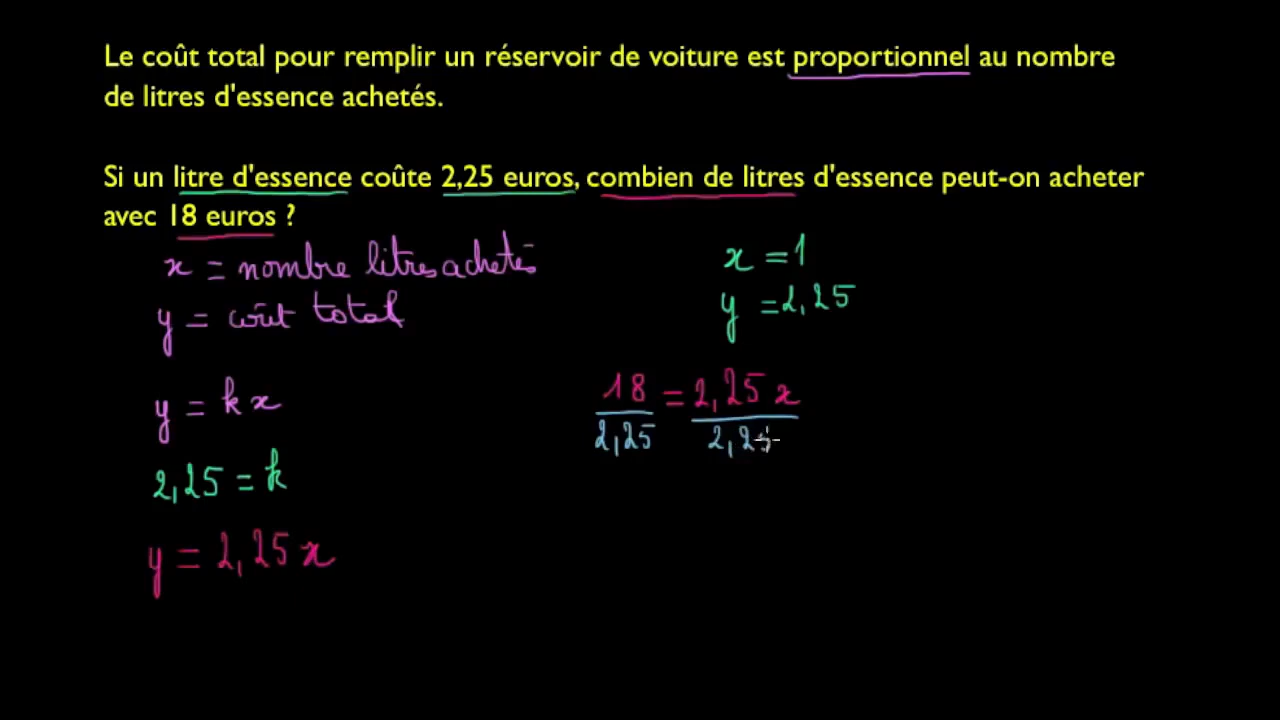 Le coût total pour remplir un réservoir de voiture est proportionnel au nombre
de litres d'essence achetés.
Si un litre d'essence coûte 2,25 euros, combien de litres d'essence peut-on acheter
avec 18 euros ?
x = nombre litres achetés
y = coût total
y = kx
2,25 = k
y = 2,25 x
x = 1
y = 2,25
18 = 2,25 x
2,25 2,25